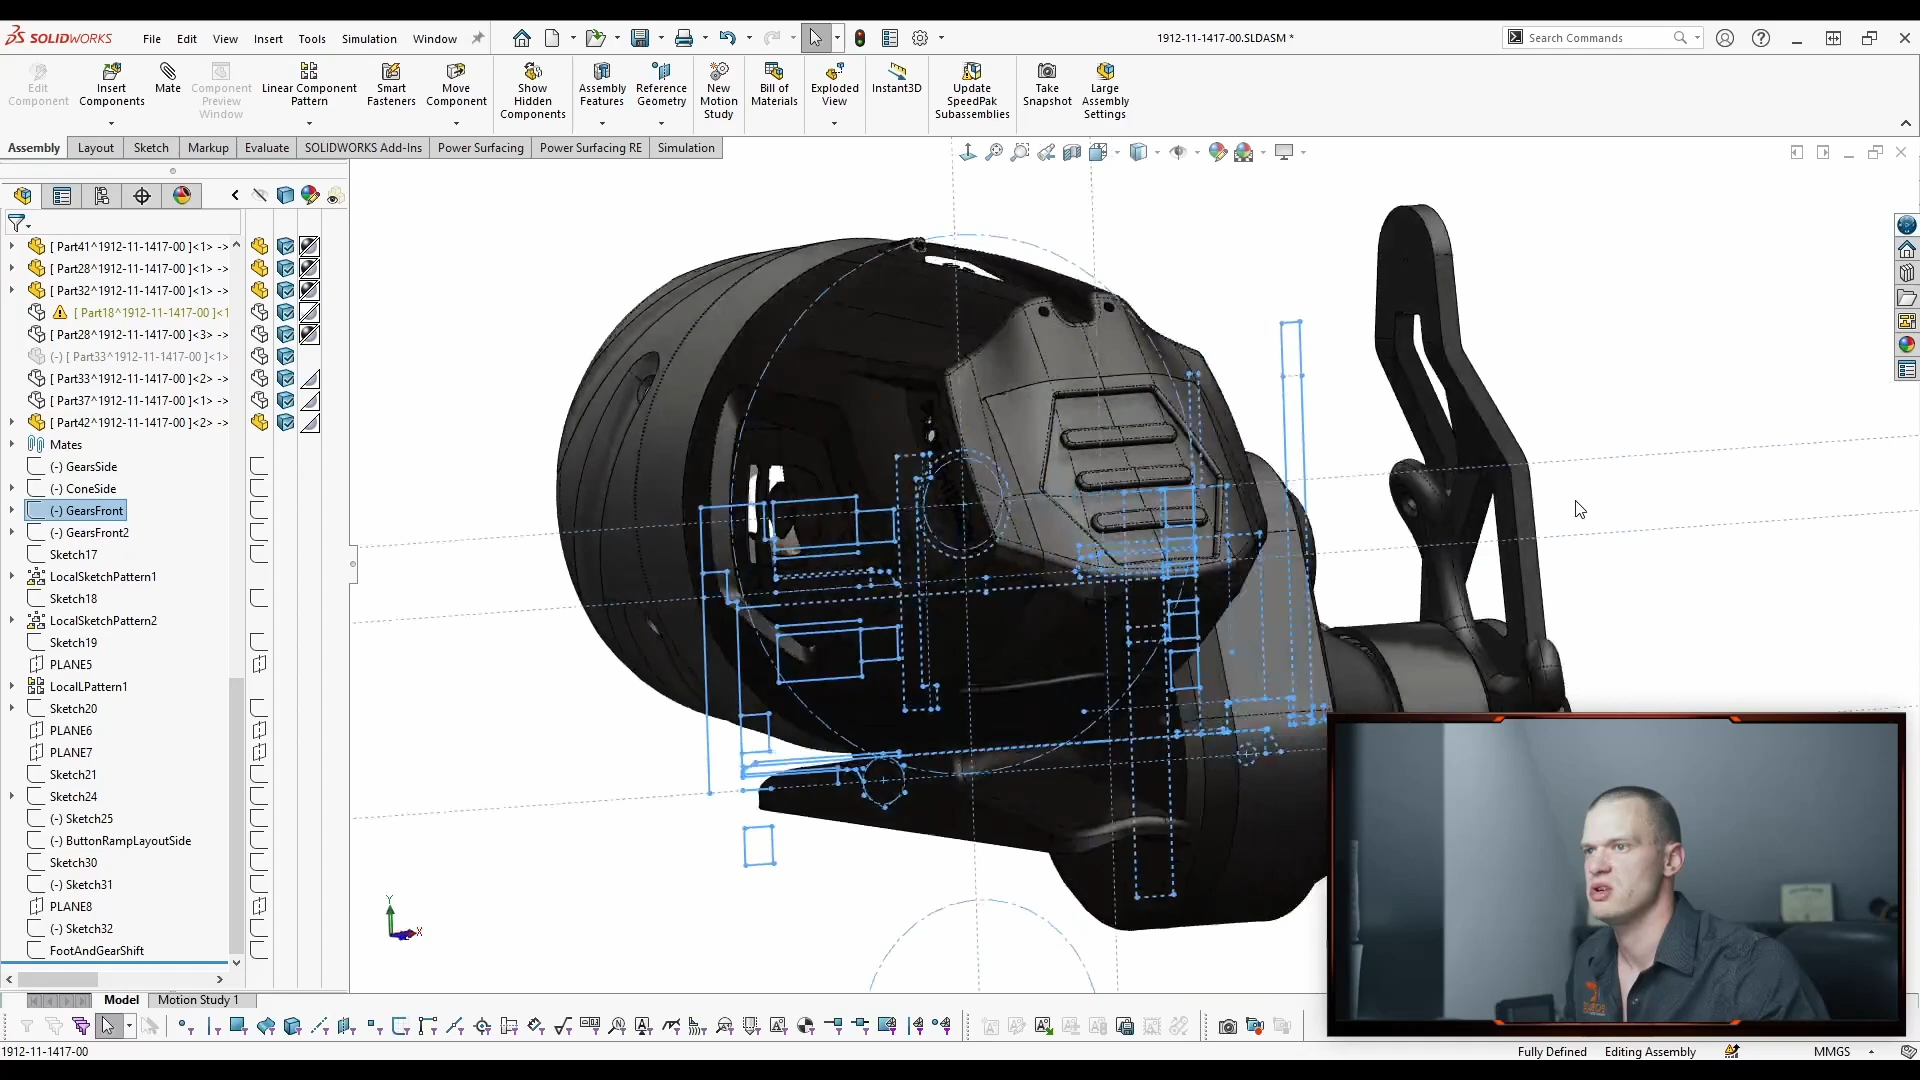 SOLIDWORKS
File Edit View Insert Tools Simulation Window
1912-11-1417-00.SLDASM *
Search Commands
Edit Component
Insert Components
Mate
Component Preview Window
Linear Component Pattern
Smart Fasteners
Move Component
Show Hidden Components
Assembly Features
Reference Geometry
New Motion Study
Bill of Materials
Exploded View
Instant3D
Update SpeedPak Subassemblies
Take Snapshot
Large Assembly Settings
Assembly Layout Sketch Markup Evaluate SOLIDWORKS Add-Ins Power Surfacing Power Surfacing RE Simulation
[ Part41^1912-11-1417-00 ]<1> ->
[ Part28^1912-11-1417-00 ]<1> ->
[ Part32^1912-11-1417-00 ]<1> ->
[ Part18^1912-11-1417-00 ]<1
[ Part28^1912-11-1417-00 ]<3> ->
(-) [ Part33^1912-11-1417-00 ]<1>
[ Part33^1912-11-1417-00 ]<2> ->
[ Part37^1912-11-1417-00 ]<1> ->
[ Part42^1912-11-1417-00 ]<2> ->
Mates
(-) GearsSide
(-) ConeSide
(-) GearsFront
(-) GearsFront2
Sketch17
LocalSketchPattern1
Sketch18
LocalSketchPattern2
Sketch19
PLANE5
LocalLPattern1
Sketch20
PLANE6
PLANE7
Sketch21
Sketch24
(-) Sketch25
(-) ButtonRampLayoutSide
Sketch30
(-) Sketch31
PLANE8
(-) Sketch32
FootAndGearShift
Y
X
Model Motion Study 1
1912-11-1417-00
Fully Defined Editing Assembly MMGS